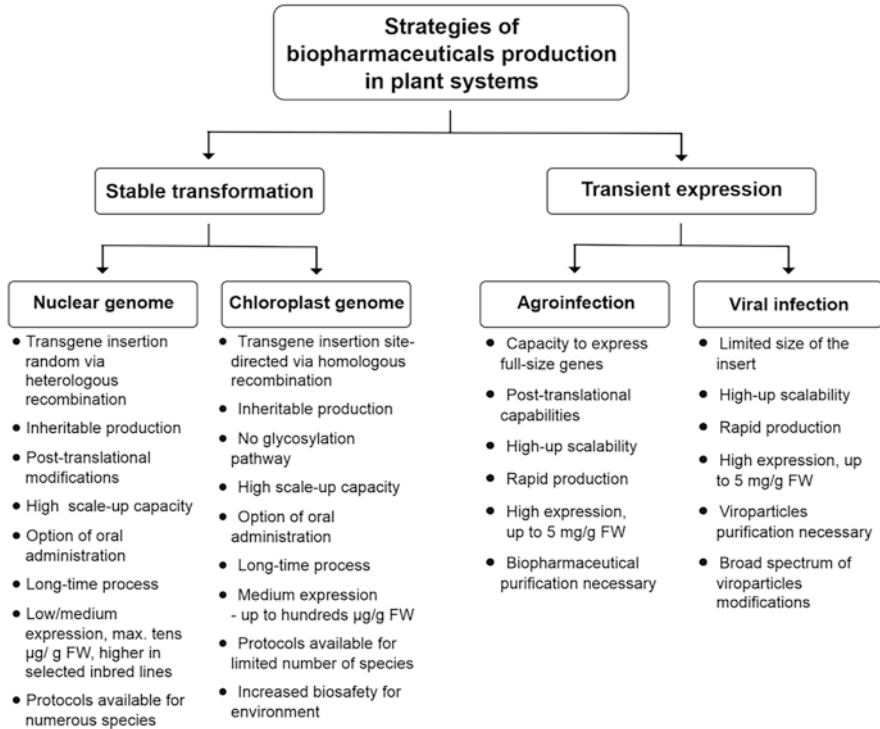 Strategies of
biopharmaceuticals production
in plant systems
Stable transformation
Transient expression
Nuclear genome
• Transgene insertion
random via
heterologous
recombination
• Inheritable production
• Post-translational
modifications
• High scale-up capacity
• Option of oral
administration
• Long-time process
• Low/medium
expression, max. tens
µg/ g FW, higher in
selected inbred lines
• Protocols available for
numerous species
Chloroplast genome
• Transgene insertion site-
directed via homologous
recombination
• Inheritable production
• No glycosylation
pathway
• High scale-up capacity
• Option of oral
administration
• Long-time process
• Medium expression
- up to hundreds µg/g FW
• Protocols available for
limited number of species
• Increased biosafety for
environment
Agroinfection
• Capacity to express
full-size genes
• Post-translational
capabilities
• High-up scalability
• Rapid production
• High expression,
up to 5 mg/g FW
• Biopharmaceutical
purification necessary
Viral infection
• Limited size of the
insert
• High-up scalability
• Rapid production
• High expression, up
to 5 mg/g FW
• Viroparticles
purification necessary
• Broad spectrum of
viroparticles
modifications